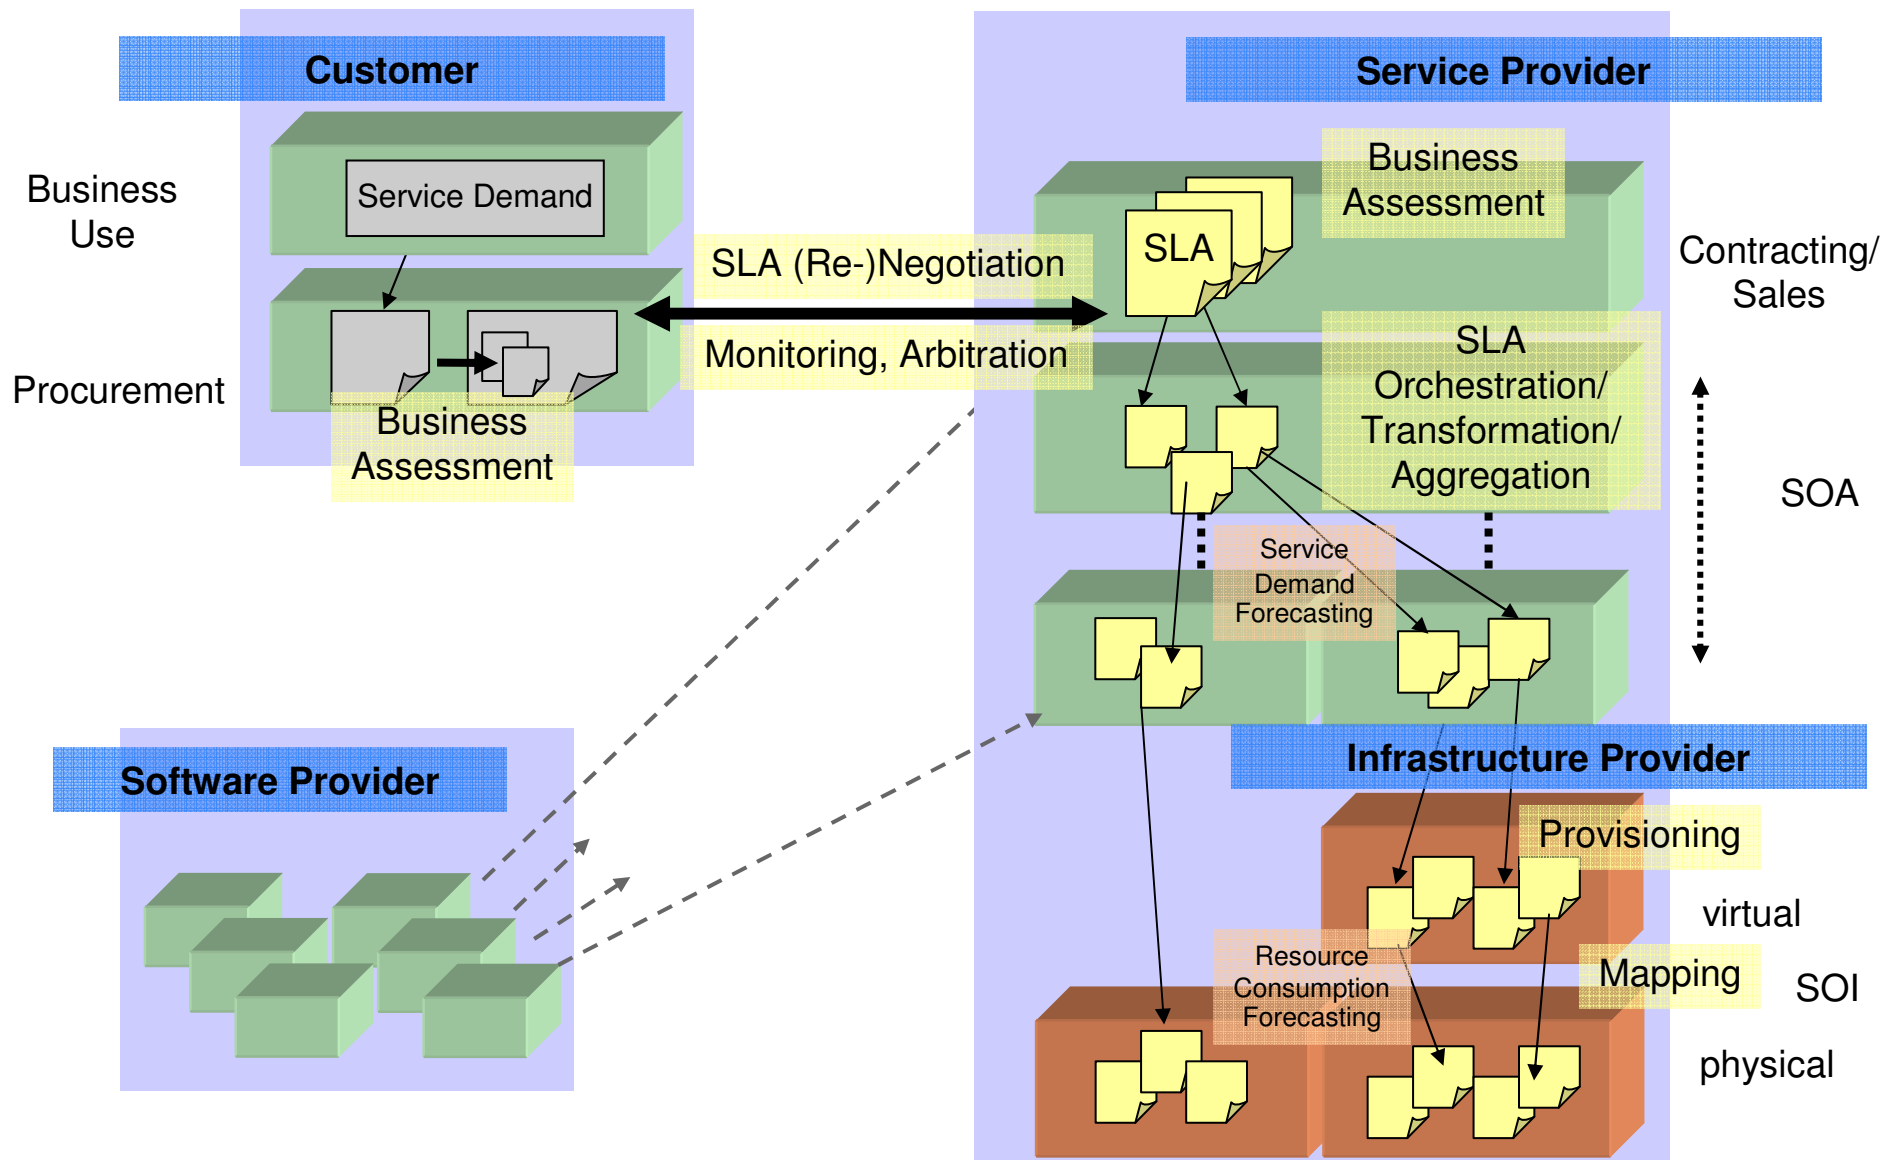 Customer
Business
Use
Service Demand
Procurement
Business
Assessment
SLA (Re-)Negotiation
Monitoring, Arbitration
Service Provider
Business
Assessment
SLA
Contracting/
Sales
SLA
Orchestration/
Transformation/
Aggregation
SOA
Service
Demand
Forecasting
Software Provider
Infrastructure Provider
Provisioning
virtual
Mapping
SOI
Resource
Consumption
Forecasting
physical